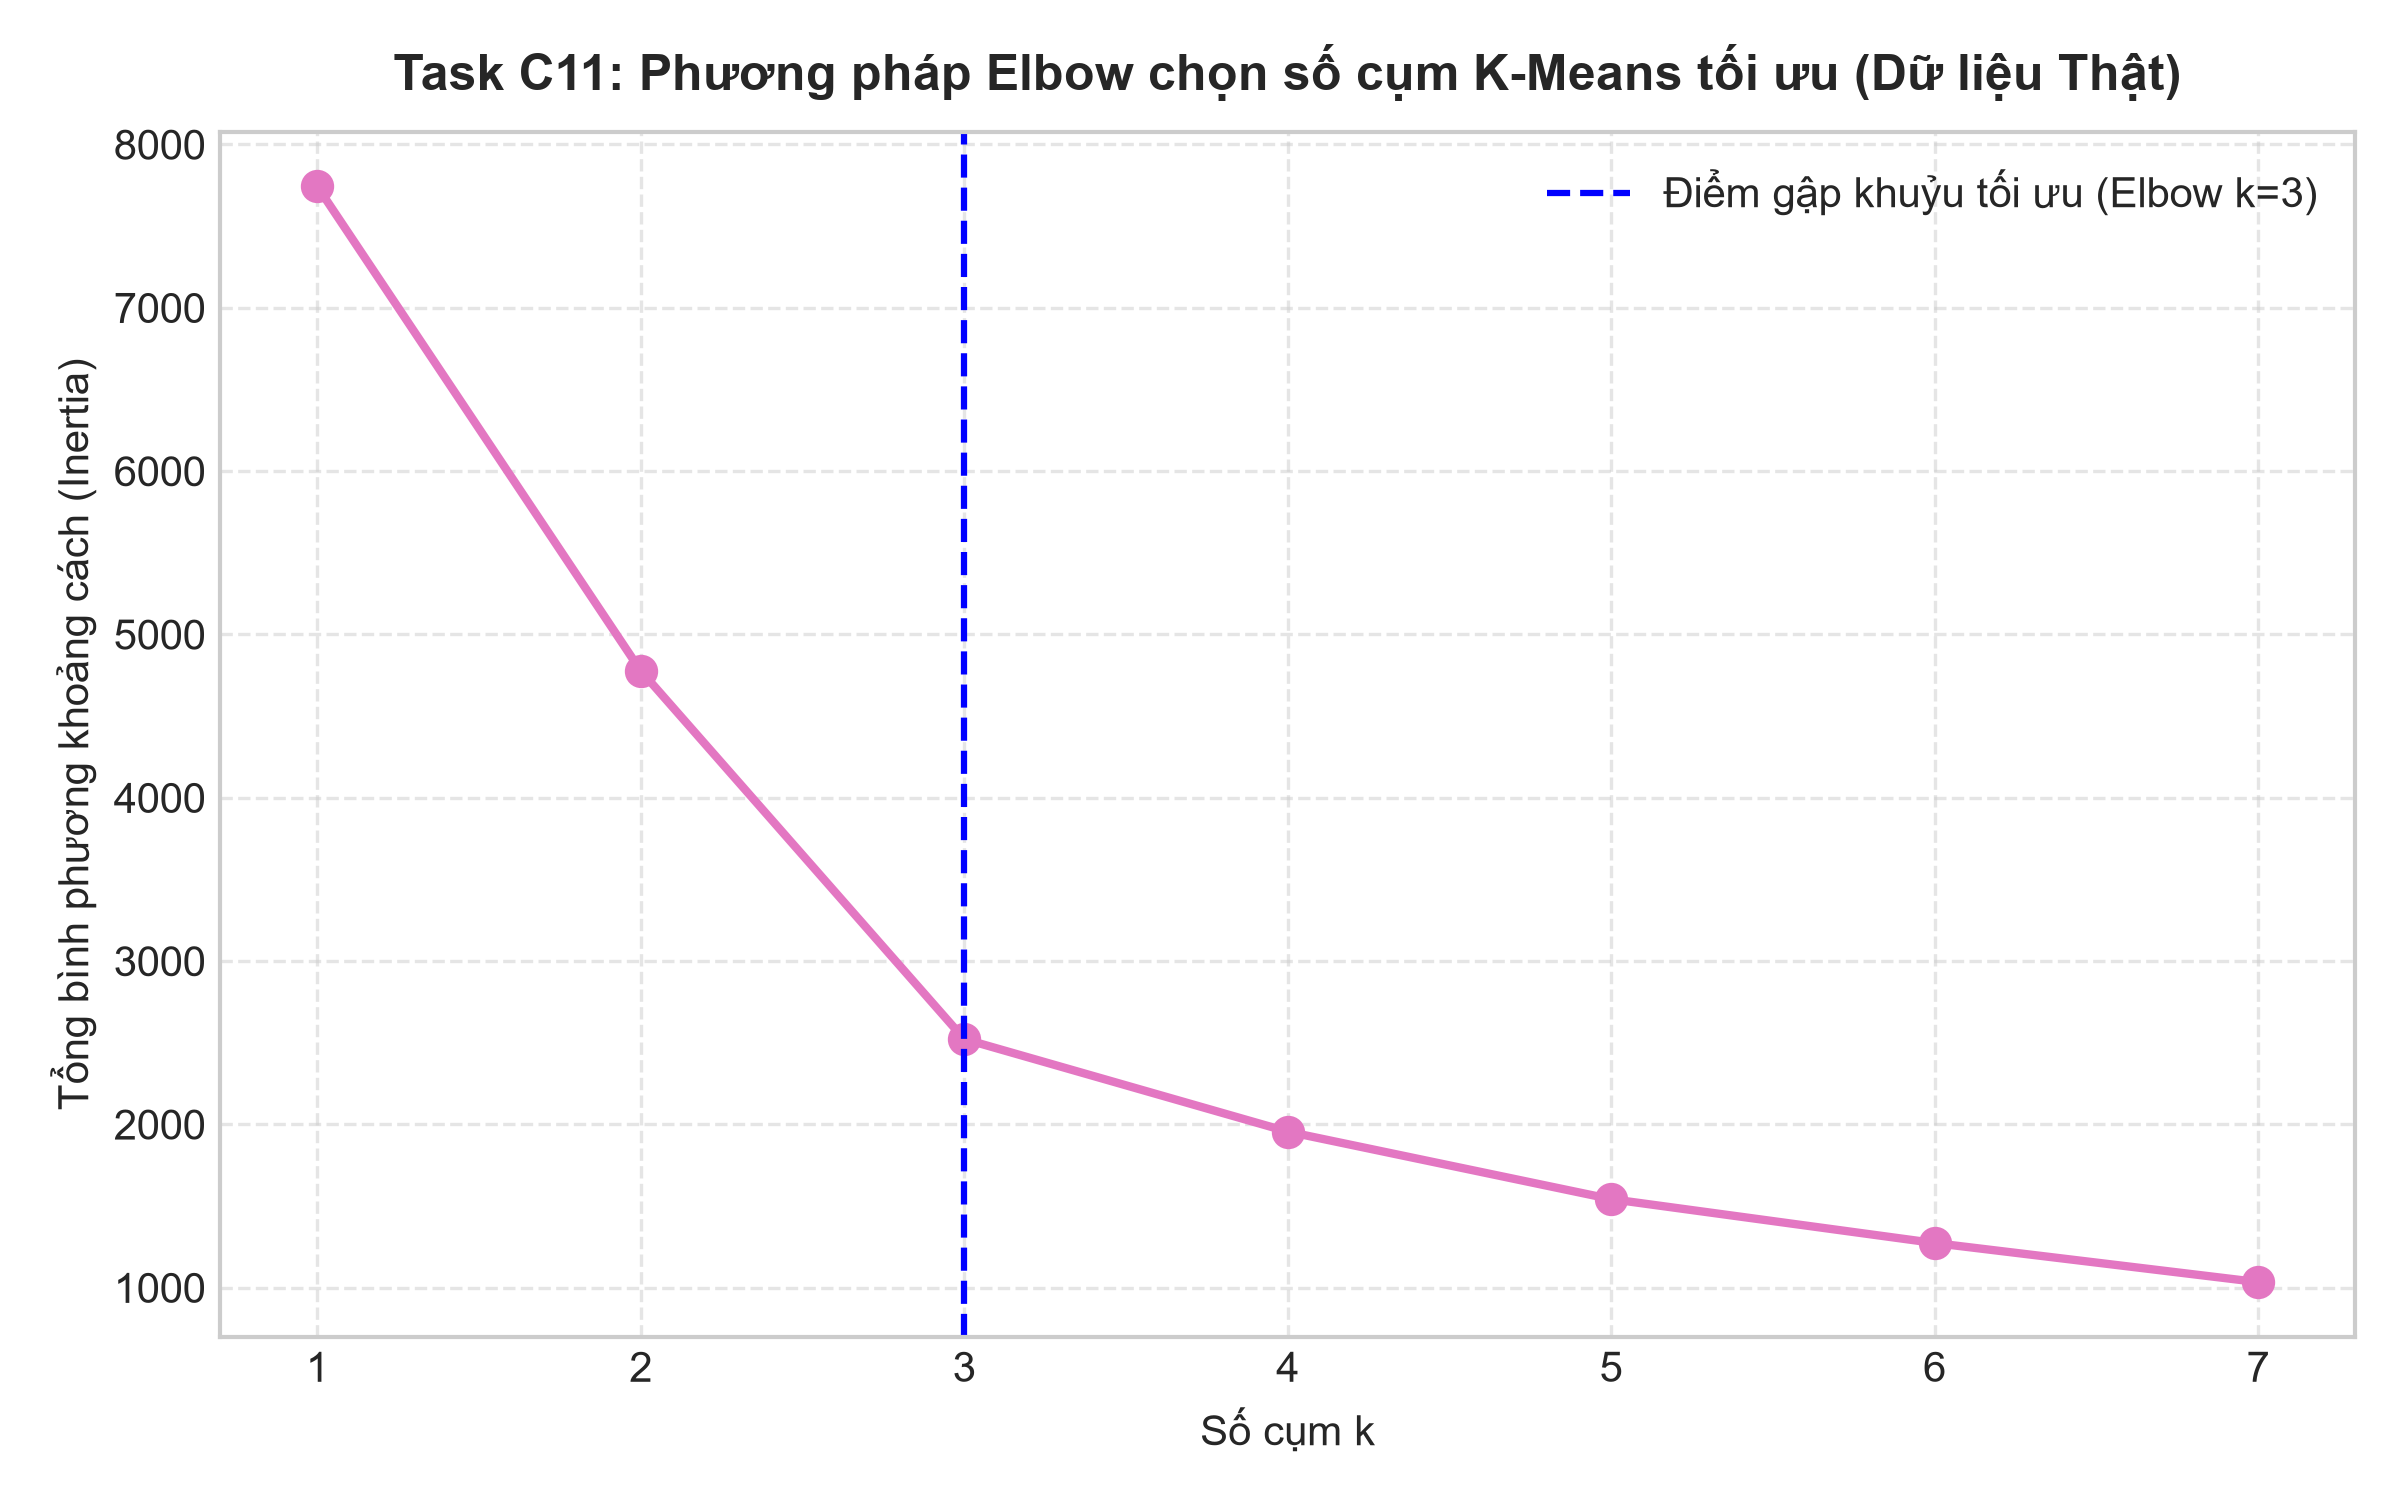 Task C11: Phương pháp Elbow chọn số cụm K-Means tối ưu (Dữ liệu Thật)
Điểm gập khuỷu tối ưu (Elbow k=3)
Tổng bình phương khoảng cách (Inertia)
8000
7000
6000
5000
4000
3000
2000
1000
1 2 3 4 5 6 7
Số cụm k